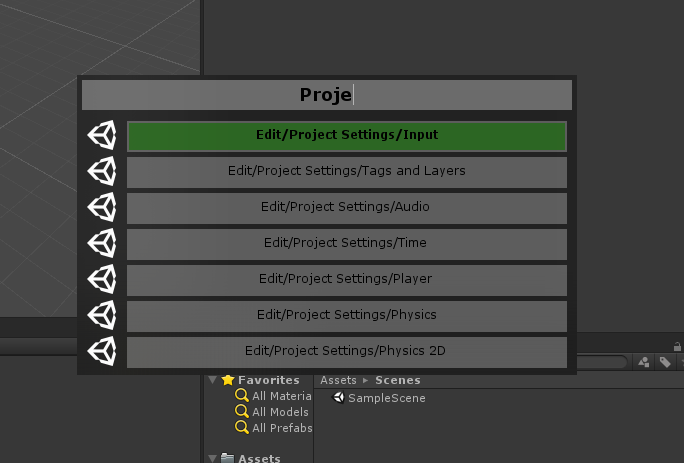 Proje
Edit/Project Settings/Input
Edit/Project Settings/Tags and Layers
Edit/Project Settings/Audio
Edit/Project Settings/Time
Edit/Project Settings/Player
Edit/Project Settings/Physics
Edit/Project Settings/Physics 2D
Favorites
All Materia
All Models
All Prefabs
Assets
Assets ▸ Scenes
SampleScene